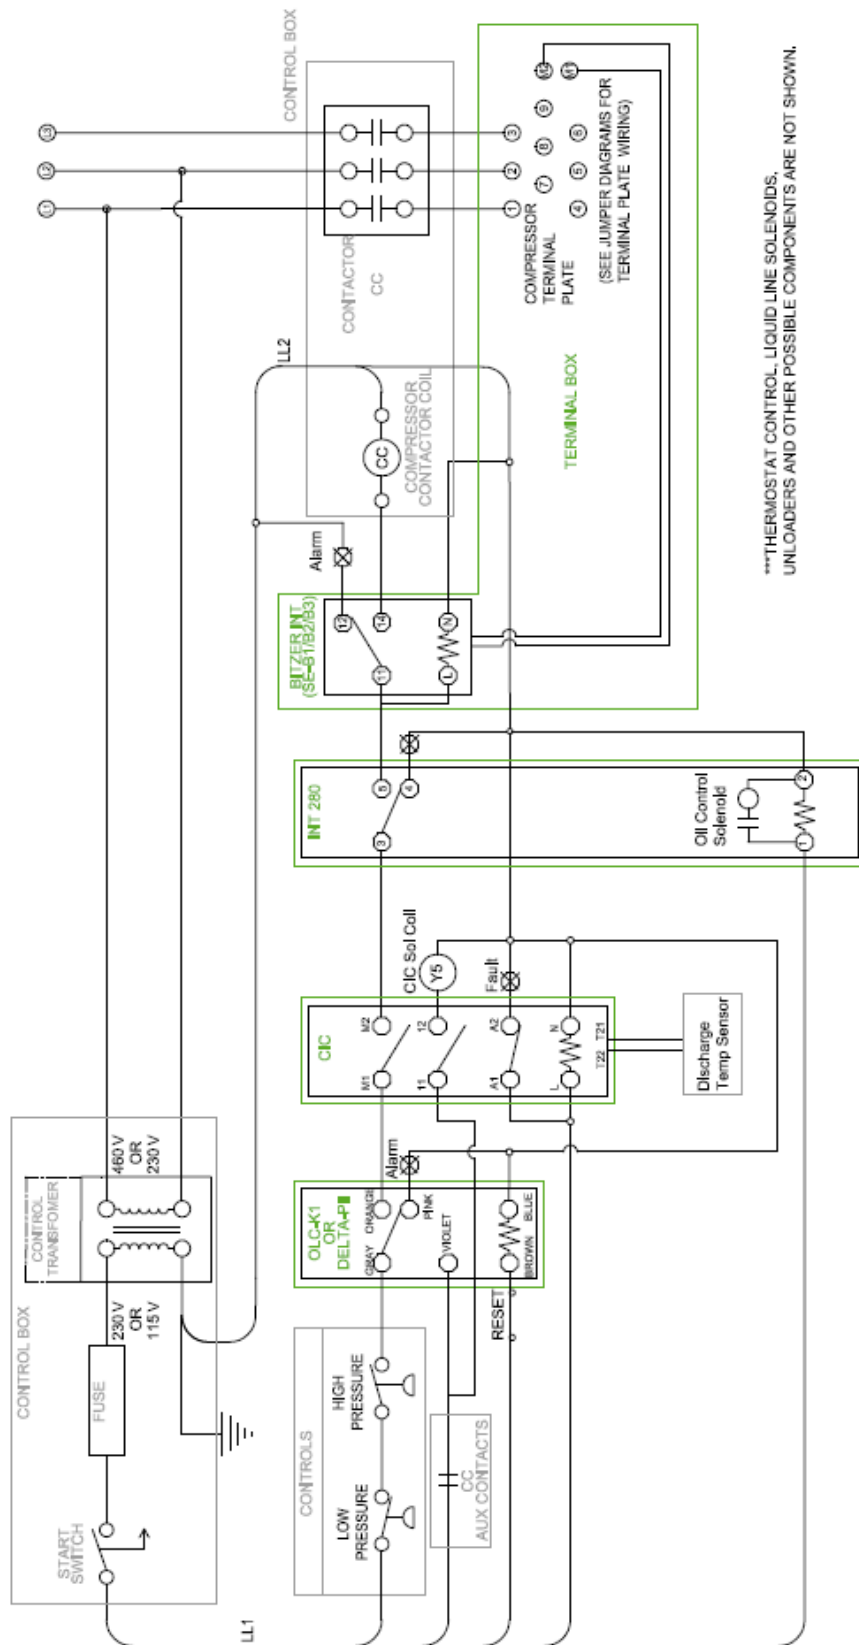 CONTROL BOX
START
SWITCH
FUSE
230 V
OR
115 V
CONTROL
TRANSFOMER
460 V
OR
230 V
L1
L2
L3
CONTROL BOX
CONTACTOR
CC
LL1
LL2
CONTROLS
LOW
PRESSURE
HIGH
PRESSURE
CC
AUX CONTACTS
RESET
OLC-K1
OR
DELTA-PII
GRAY
ORANGE
PINK
VIOLET
BROWN
BLUE
Alarm
CIC
M1
M2
11
12
A1
A2
L
N
T22
T21
CIC Sol Coil
Y5
Fault
Discharge
Temp Sensor
INT 280
3
5
4
Oil Control
Solenoid
1
2
BITZER INT
(SE-B1/B2/B3)
11
12
14
L
N
Alarm
CC
COMPRESSOR
CONTACTOR COIL
TERMINAL BOX
COMPRESSOR
TERMINAL
PLATE
1
2
3
7
8
9
4
5
6
M2
M1
(SEE JUMPER DIAGRAMS FOR
TERMINAL PLATE WIRING)
***THERMOSTAT CONTROL, LIQUID LINE SOLENOIDS,
UNLOADERS AND OTHER POSSIBLE COMPONENTS ARE NOT SHOWN.